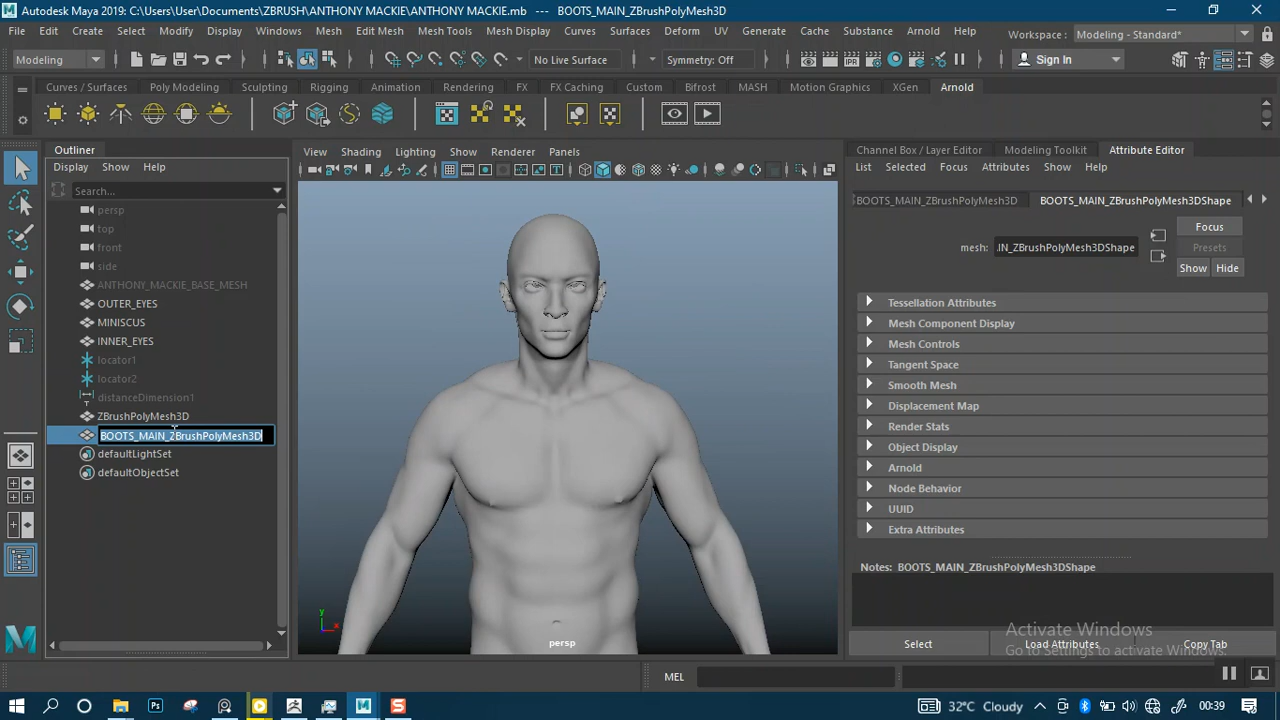 Autodesk Maya 2019: C:\Users\User\Documents\ZBRUSH\ANTHONY MACKIE\ANTHONY MACKIE.mb --- BOOTS_MAIN_ZBrushPolyMesh3D
File Edit Create Select Modify Display Windows Mesh Edit Mesh Mesh Tools Mesh Display Curves Surfaces Deform UV Generate Cache Substance Arnold Help Workspace : Modeling - Standard*
Modeling No Live Surface Symmetry: Off Sign In
Curves / Surfaces Poly Modeling Sculpting Rigging Animation Rendering FX FX Caching Custom Bifrost MASH Motion Graphics XGen Arnold
Outliner
Display Show Help
Search...
persp
top
front
side
ANTHONY_MACKIE_BASE_MESH
OUTER_EYES
MINISCUS
INNER_EYES
locator1
locator2
distanceDimension1
ZBrushPolyMesh3D
BOOTS_MAIN_ZBrushPolyMesh3D
defaultLightSet
defaultObjectSet
View Shading Lighting Show Renderer Panels
persp
y
x
Channel Box / Layer Editor Modeling Toolkit Attribute Editor
List Selected Focus Attributes Show Help
BOOTS_MAIN_ZBrushPolyMesh3D BOOTS_MAIN_ZBrushPolyMesh3DShape
Focus
mesh: .IN_ZBrushPolyMesh3DShape Presets
Show Hide
Tessellation Attributes
Mesh Component Display
Mesh Controls
Tangent Space
Smooth Mesh
Displacement Map
Render Stats
Object Display
Arnold
Node Behavior
UUID
Extra Attributes
Notes: BOOTS_MAIN_ZBrushPolyMesh3DShape
Activate Windows
Go to Settings to activate Windows.
Select Load Attributes Copy Tab
MEL
32°C Cloudy 00:39